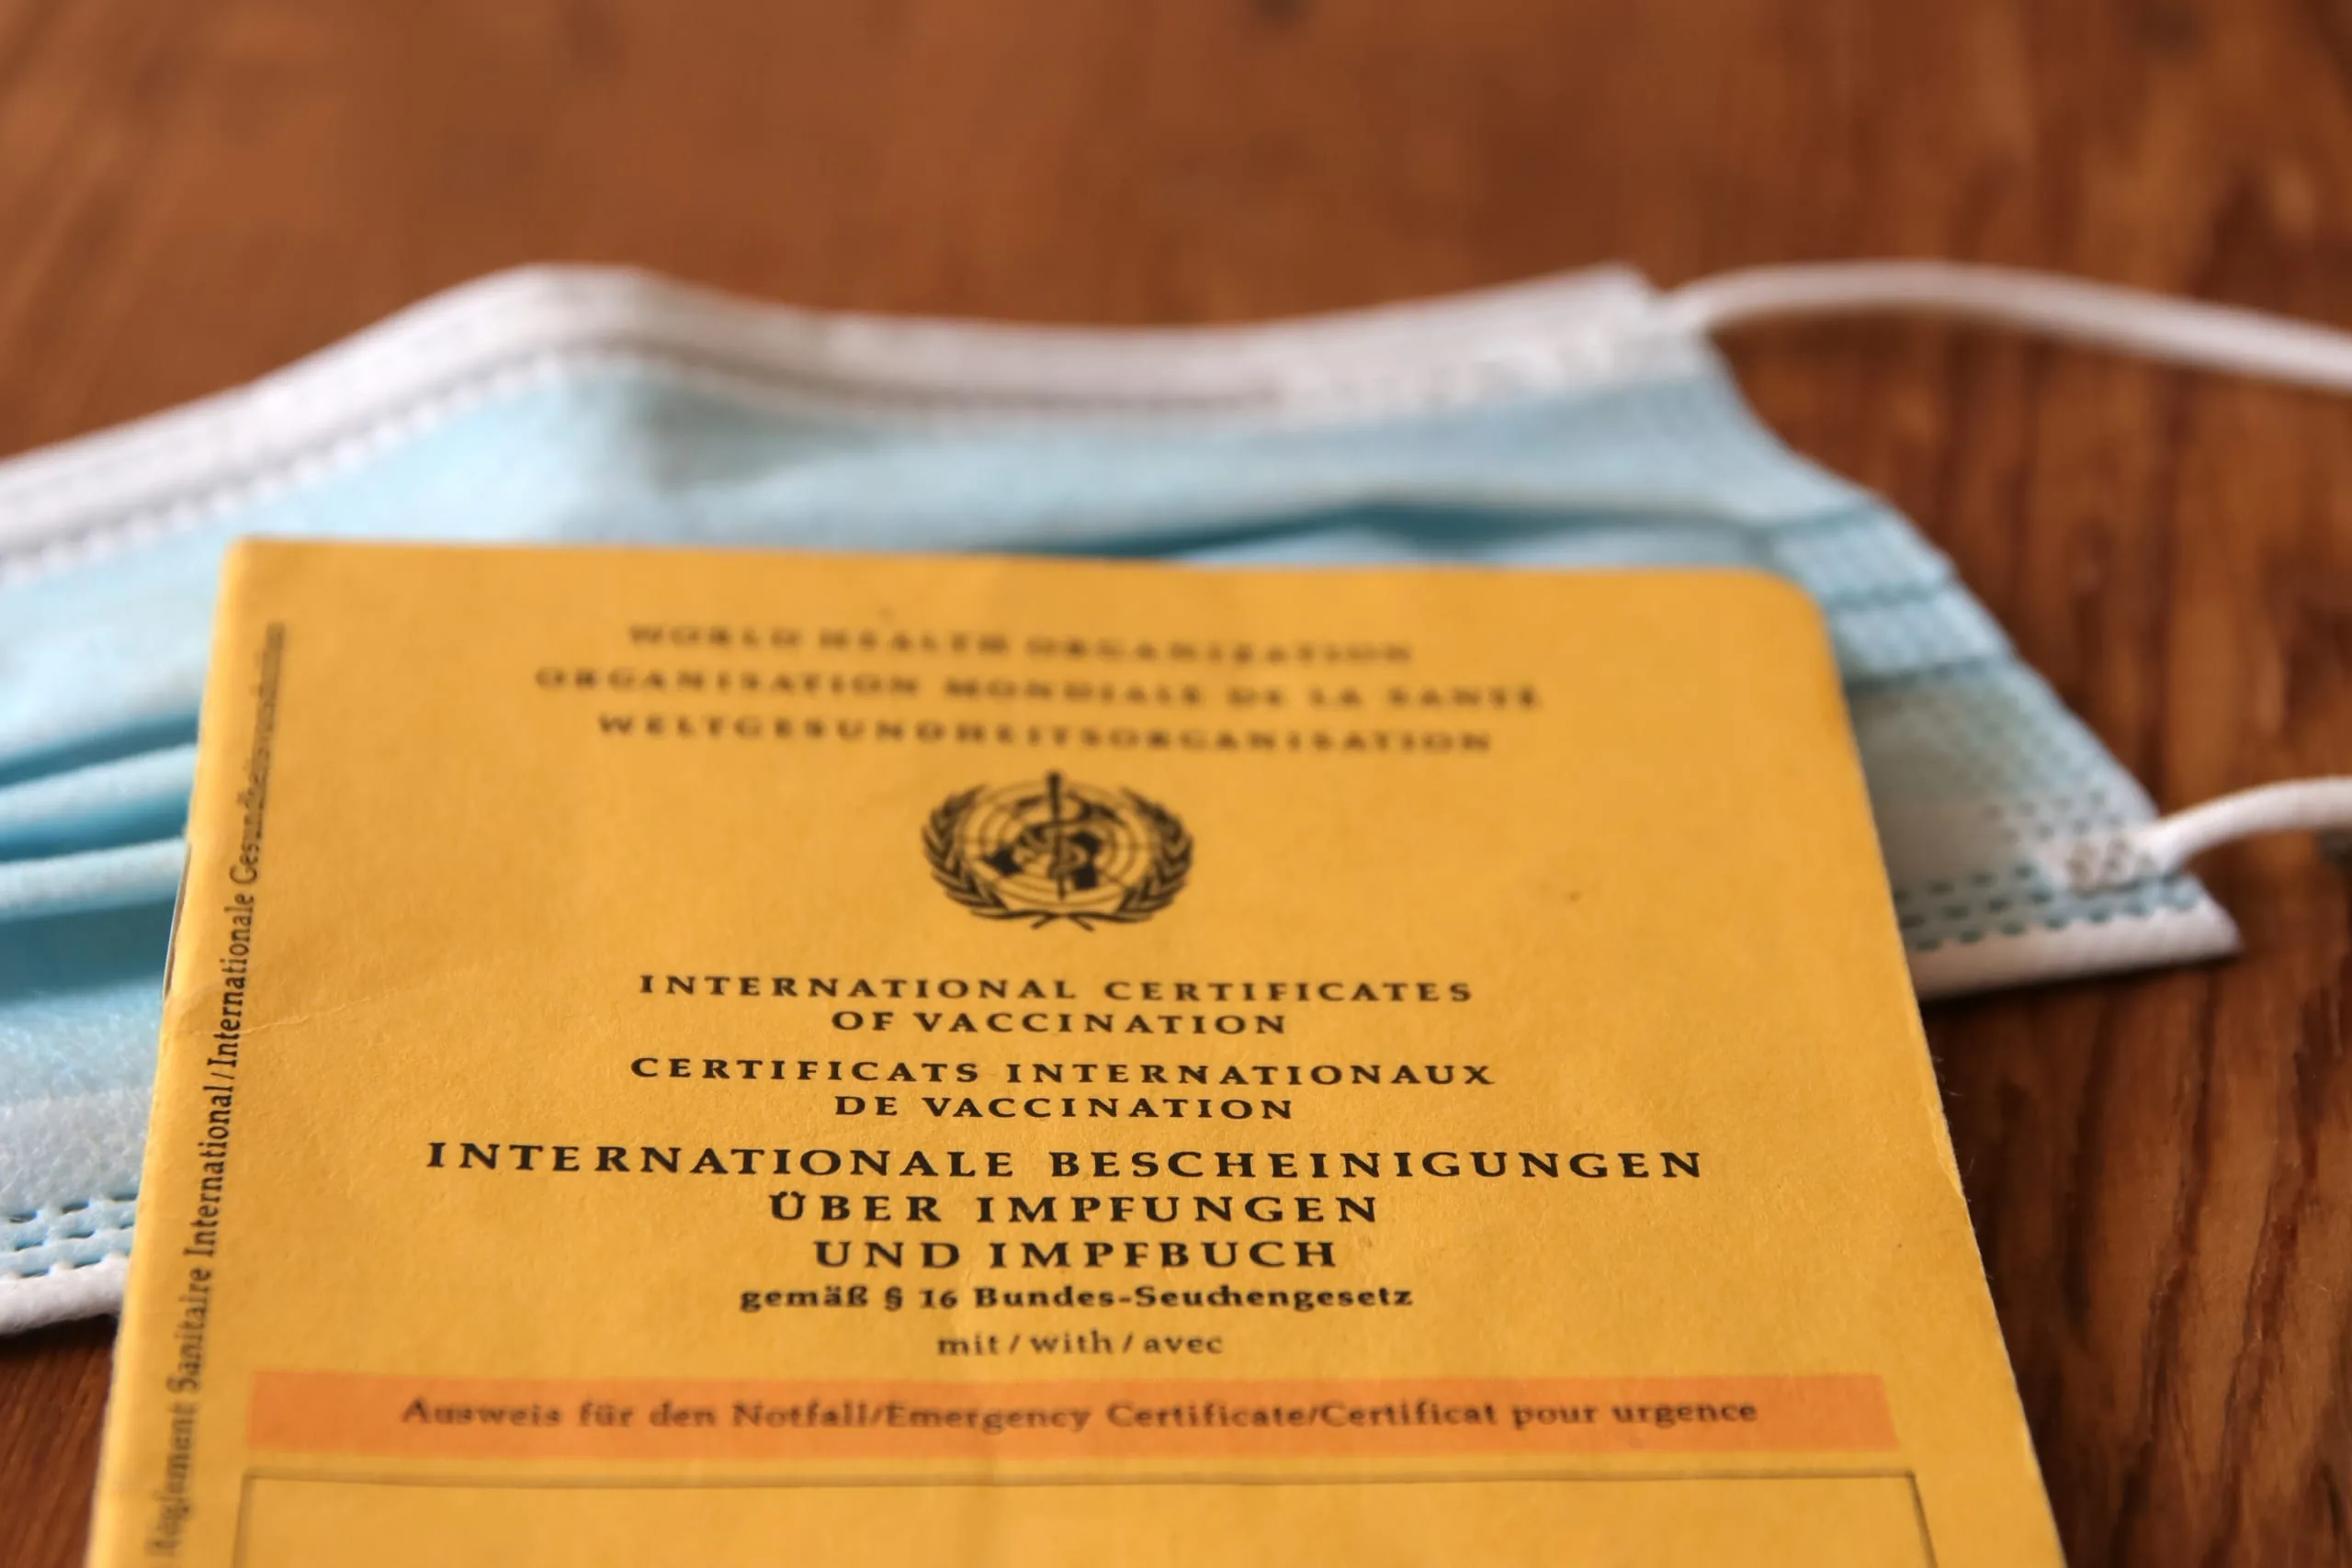 WORLD HEALTH ORGANIZATION
ORGANISATION MONDIALE DE LA SANTÉ
WELTGESUNDHEITSORGANISATION
INTERNATIONAL CERTIFICATES
OF VACCINATION
CERTIFICATS INTERNATIONAUX
DE VACCINATION
INTERNATIONALE BESCHEINIGUNGEN
ÜBER IMPFUNGEN
UND IMPFBUCH
gemäß § 16 Bundes-Seuchengesetz
mit / with / avec
Ausweis für den Notfall/Emergency Certificate/Certificat pour urgence
Règlement Sanitaire International/Internationale Gesundheitsvorschriften